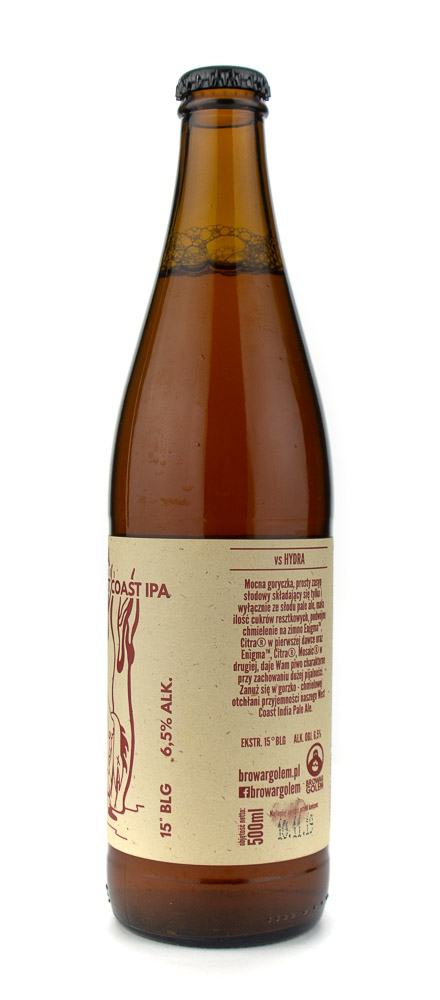 COAST IPA
15° BLG 6,5% ALK.
vs HYDRA
Mocna goryczka, prosty zasyp
słodowy składający się tylko i
wyłącznie ze słodu pale ale, mała
ilość cukrów resztkowych, podwójne
chmielenie na zimno Enigma™,
Citra® w pierwszej dawce oraz
Enigma™, Citra®, Mosaic® w
drugiej, daje Wam piwo charakterne
przy zachowaniu dużej pijalności.
Zanurz się w gorzko - chmielowej
otchłani przyjemności naszego West
Coast India Pale Ale.
EKSTR. 15°BLG ALK. OBJ. 6,5%
browargolem.pl
browargolem
BROWAR
GOLEM
objętość netto:
500ml
10.11.19